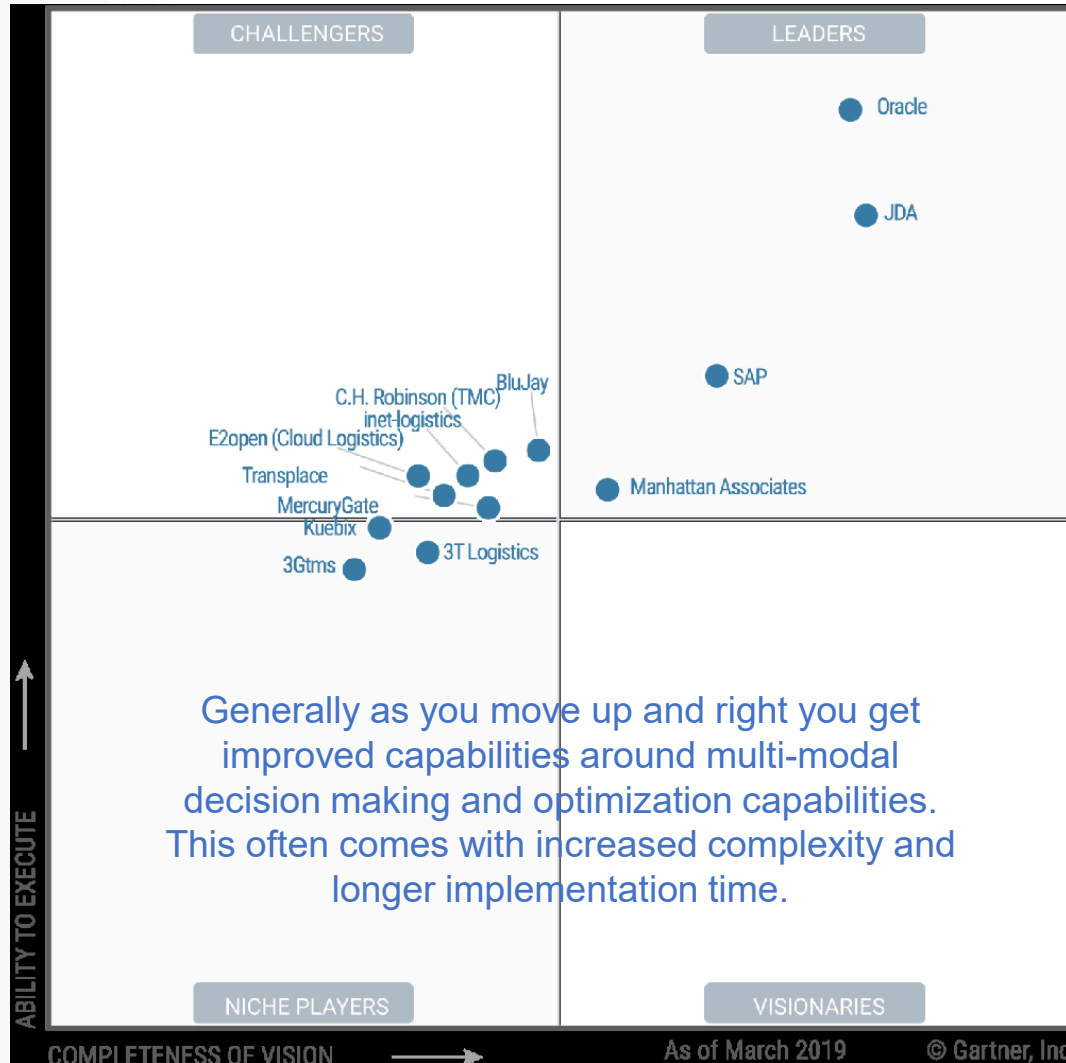 CHALLENGERS
LEADERS
Oracle
JDA
SAP
BluJay
C.H. Robinson (TMC)
inet-logistics
E2open (Cloud Logistics)
Transplace
Manhattan Associates
MercuryGate
Kuebix
3T Logistics
3Gtms
Generally as you move up and right you get
improved capabilities around multi-modal
decision making and optimization capabilities.
This often comes with increased complexity and
longer implementation time.
ABILITY TO EXECUTE
NICHE PLAYERS
VISIONARIES
COMPLETENESS OF VISION
As of March 2019
© Gartner, Inc